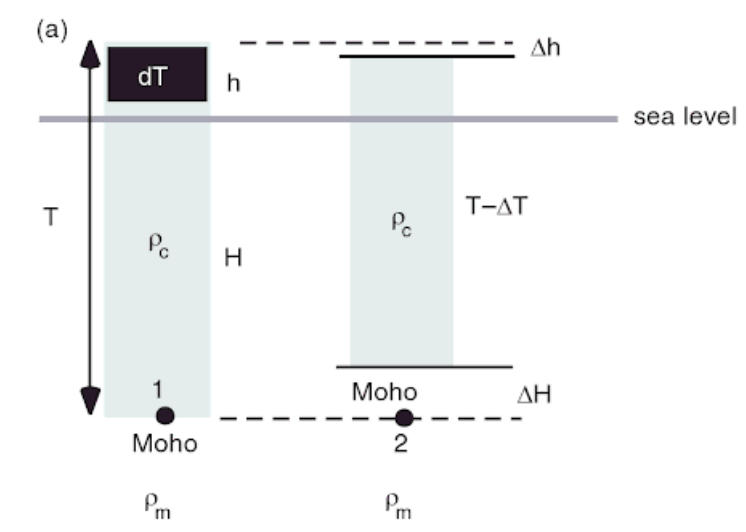 (a)
Δh
dT
h
sea level
T
T–ΔT
ρc
ρc
H
1
Moho
ΔH
Moho
2
ρm
ρm